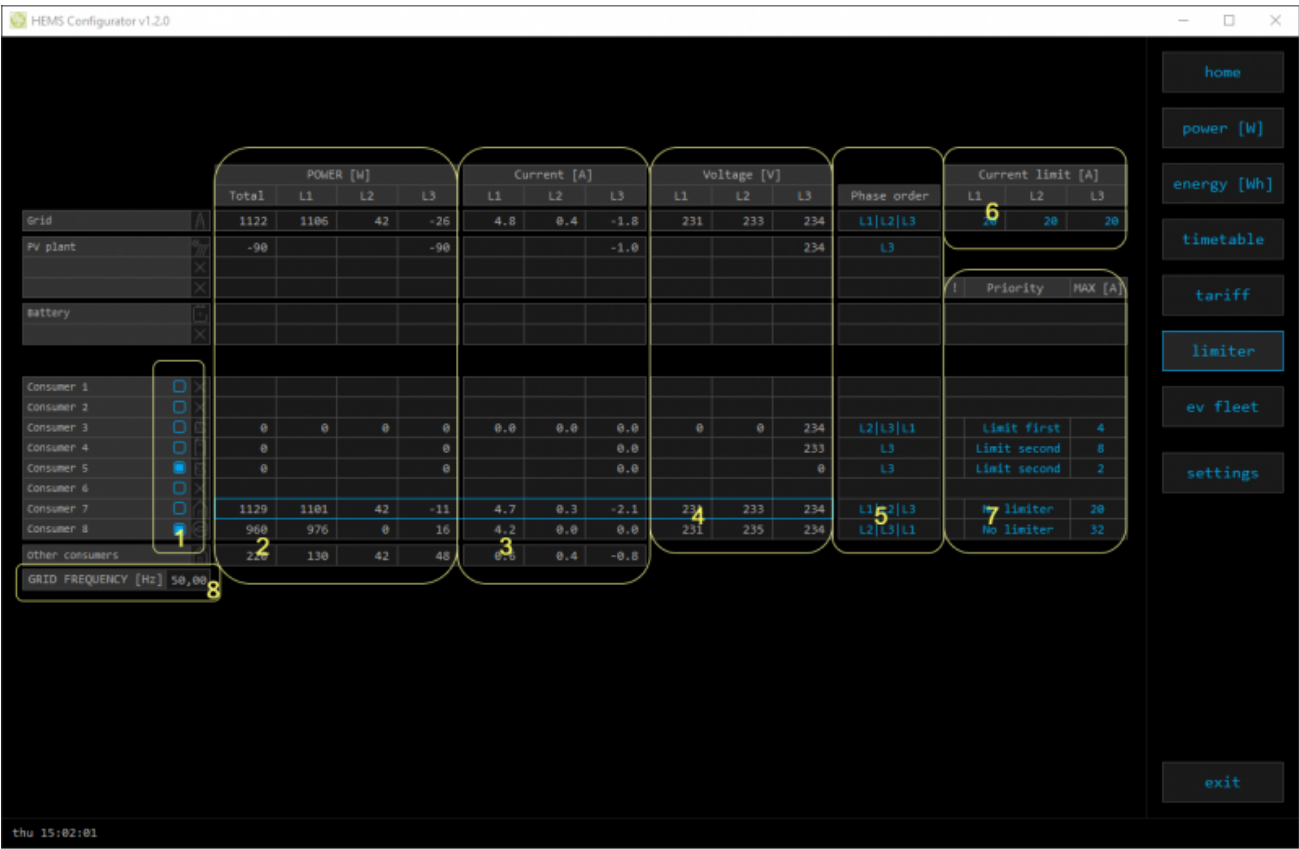 HEMS Configurator v1.2.0
home
power [W]
POWER [W] Current [A] Voltage [V] Current limit [A]
energy [Wh]
Total L1 L2 L3 L1 L2 L3 L1 L2 L3 Phase order L1 L2 L3
6
Grid 1122 1106 42 -26 4.8 0.4 -1.8 231 233 234 L1|L2|L3 20 20 20
timetable
PV plant -90 -90 -1.0 234 L3
! Priority MAX [A]
tariff
Battery
limiter
Consumer 1
Consumer 2
ev fleet
Consumer 3 0 0 0 0 0.0 0.0 0.0 0 0 234 L2|L3|L1 Limit first 4
Consumer 4 0 0 0.0 233 L3 Limit second 8
Consumer 5 0 0 0.0 0 L3 Limit second 2
settings
Consumer 6
Consumer 7 1129 1101 42 -11 4.7 0.3 -2.1 231 233 234 L1|L2|L3 No limiter 20
4 5 7
Consumer 8 960 976 0 16 4.2 0.0 0.0 231 235 234 L2|L3|L1 No limiter 32
1 2 3
Other consumers 130 42 48 0.6 0.4 -0.8
GRID FREQUENCY [Hz] 50,00
8
exit
thu 15:02:01